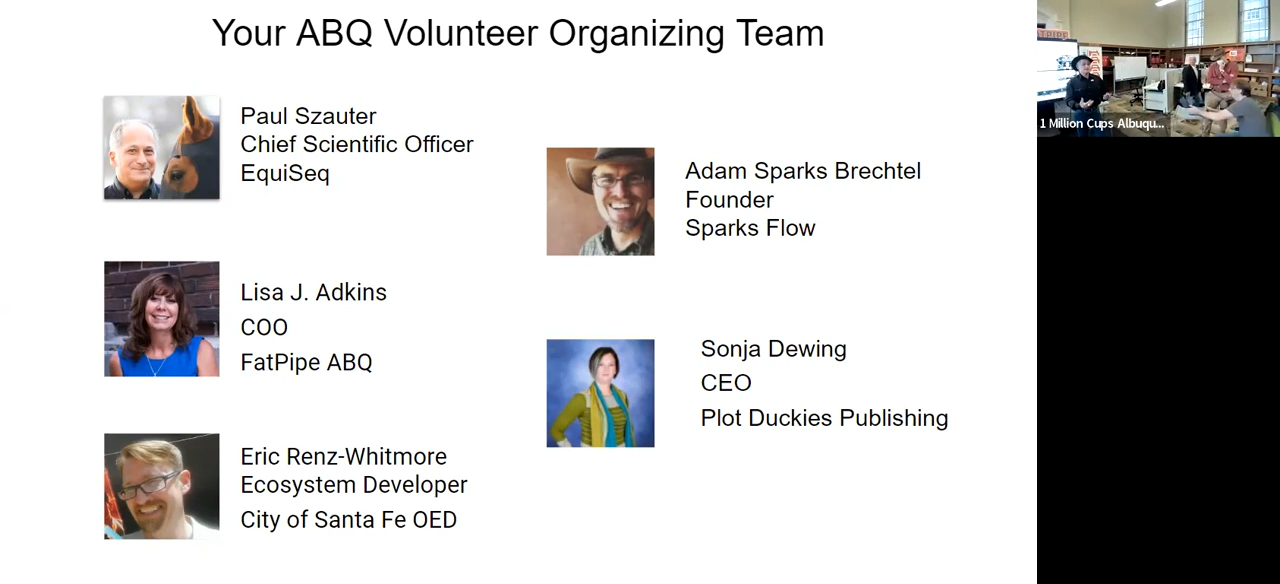 Your ABQ Volunteer Organizing Team
Paul Szauter
Chief Scientific Officer
EquiSeq
Adam Sparks Brechtel
Founder
Sparks Flow
Lisa J. Adkins
COO
FatPipe ABQ
Sonja Dewing
CEO
Plot Duckies Publishing
Eric Renz-Whitmore
Ecosystem Developer
City of Santa Fe OED
1 Million Cups Albuqu...